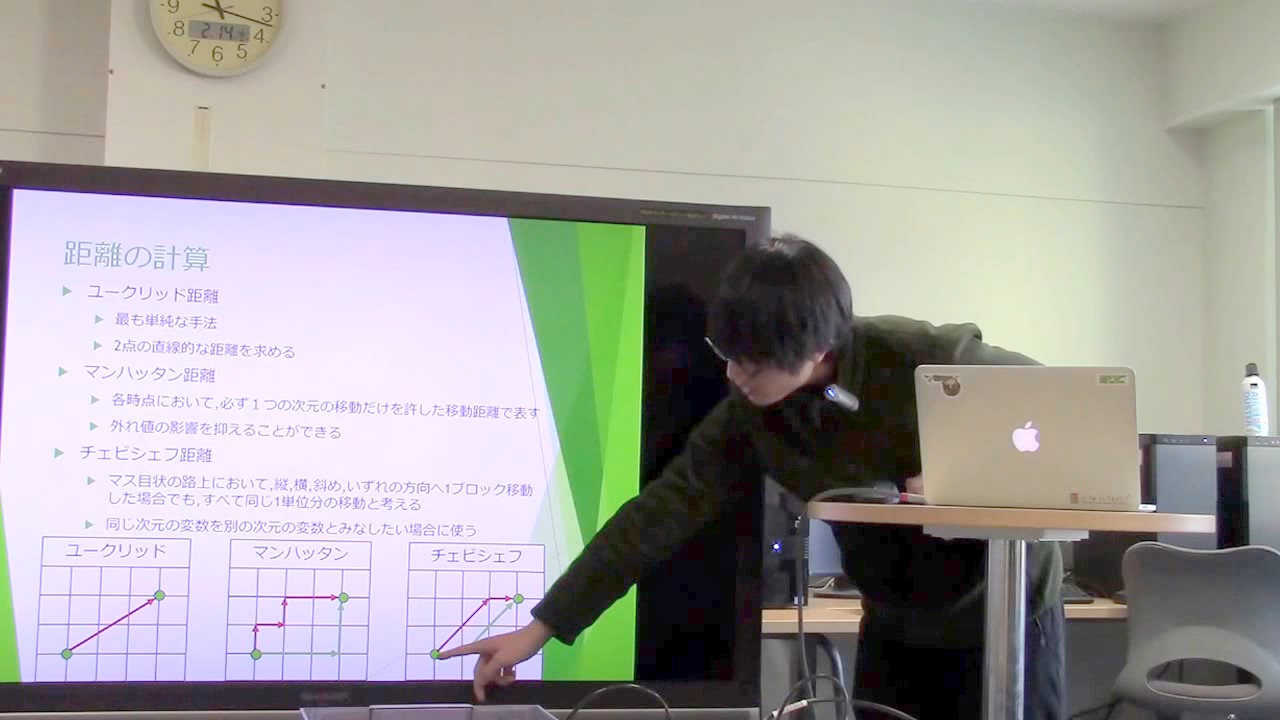 9
3
8
2.14
4
7
6
5
距離の計算
ユークリッド距離
最も単純な手法
2点の直線的な距離を求める
マンハッタン距離
各時点において,必ず1つの次元の移動だけを許した移動距離で表す
外れ値の影響を抑えることができる
チェビシェフ距離
マス目状の路上において,縦,横,斜め,いずれの方向へ1ブロック移動
した場合でも,すべて同じ1単位分の移動と考える
同じ次元の変数を別の次元の変数とみなしたい場合に使う
ユークリッド
マンハッタン
チェビシェフ